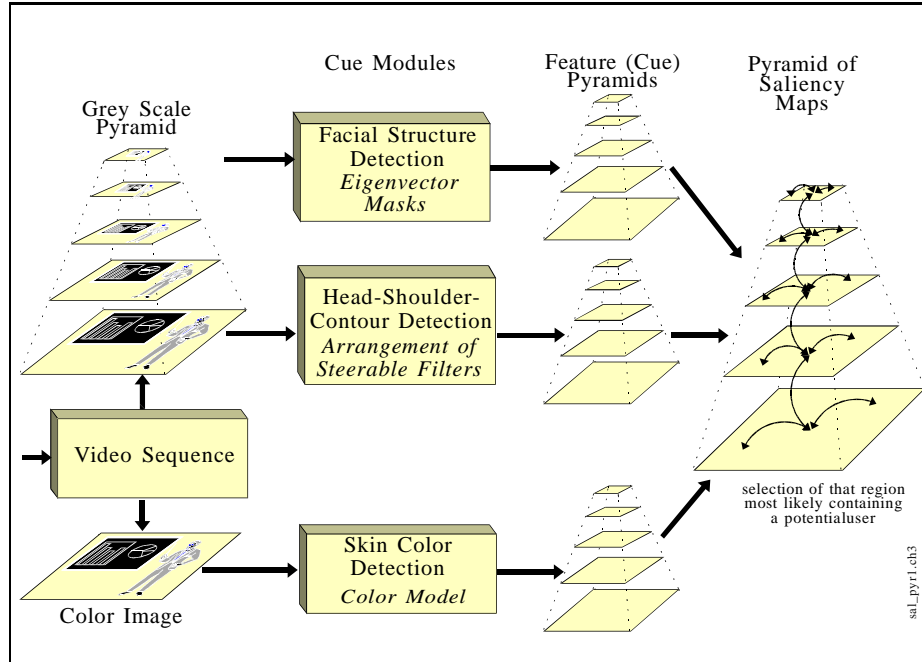 Cue Modules
Feature (Cue)
Pyramids
Pyramid of
Saliency
Maps
Grey Scale
Pyramid
Facial Structure
Detection
Eigenvector
Masks
Head-Shoulder-
Contour Detection
Arrangement of
Steerable Filters
Video Sequence
selection of that region
most likely containing
a potentialuser
Skin Color
Detection
Color Model
Color Image
sal_pyr1.ch3